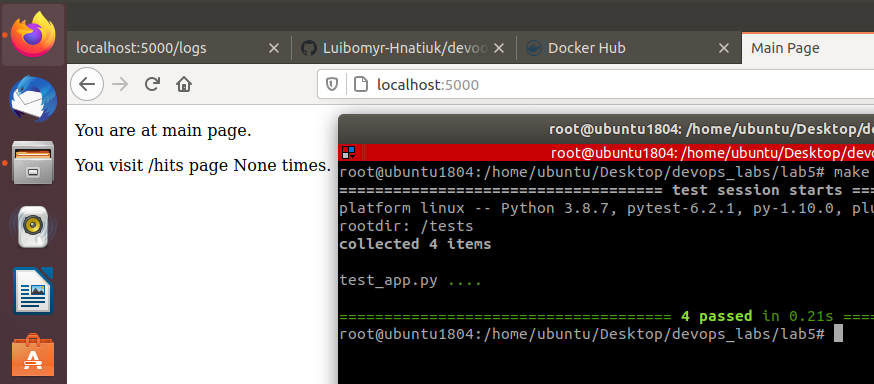 localhost:5000/logs
Luibomyr-Hnatiuk/devoo
Docker Hub
Main Page
localhost:5000
You are at main page.
You visit /hits page None times.
root@ubuntu1804: /home/ubuntu/Desktop/de
root@ubuntu1804: /home/ubuntu/Desktop/devo
root@ubuntu1804:/home/ubuntu/Desktop/devops_labs/lab5# make
=================================== test session starts ===
platform linux -- Python 3.8.7, pytest-6.2.1, py-1.10.0, plu
rootdir: /tests
collected 4 items
test_app.py ....
==================================== 4 passed in 0.21s ====
root@ubuntu1804:/home/ubuntu/Desktop/devops_labs/lab5#